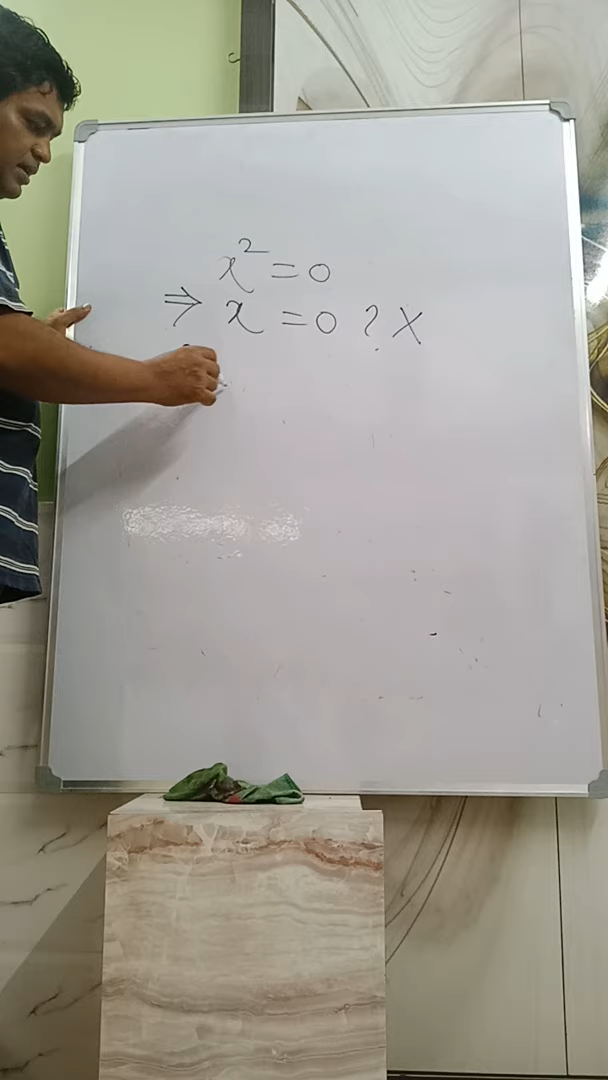 x² = 0
⇒ x = 0 ? ×